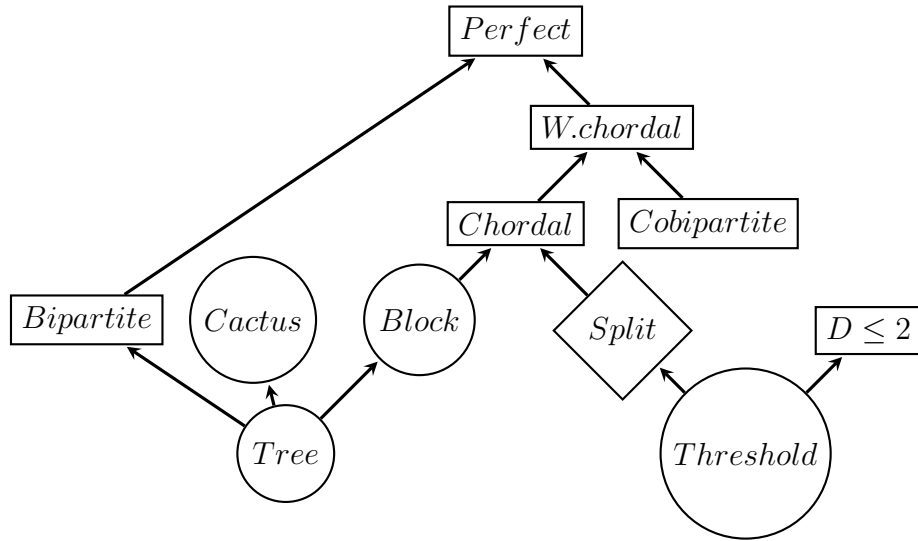 Perfect
W.chordal
Chordal
Cobipartite
Bipartite
Cactus
Block
Split
D ≤ 2
Tree
Threshold